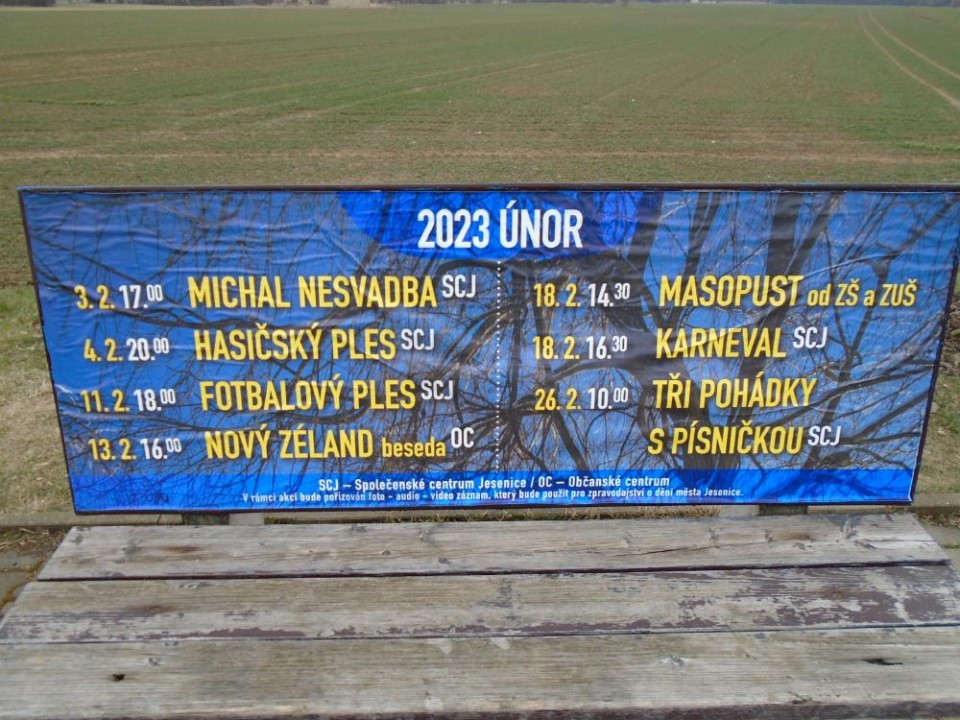 2023 ÚNOR
3. 2. 17.00 MICHAL NESVADBA SCJ
4. 2. 20.00 HASIČSKÝ PLES SCJ
11. 2. 18.00 FOTBALOVÝ PLES SCJ
13. 2. 16.00 NOVÝ ZÉLAND beseda OC
18. 2. 14.30 MASOPUST od ZŠ a ZUŠ
18. 2. 16.30 KARNEVAL SCJ
26. 2. 10.00 TŘI POHÁDKY
S PÍSNIČKOU SCJ
SCJ – Společenské centrum Jesenice / OC – Občanské centrum
V rámci akcí bude pořizován foto – audio – video záznam, který bude použit pro zpravodajství o dění města Jesenice.